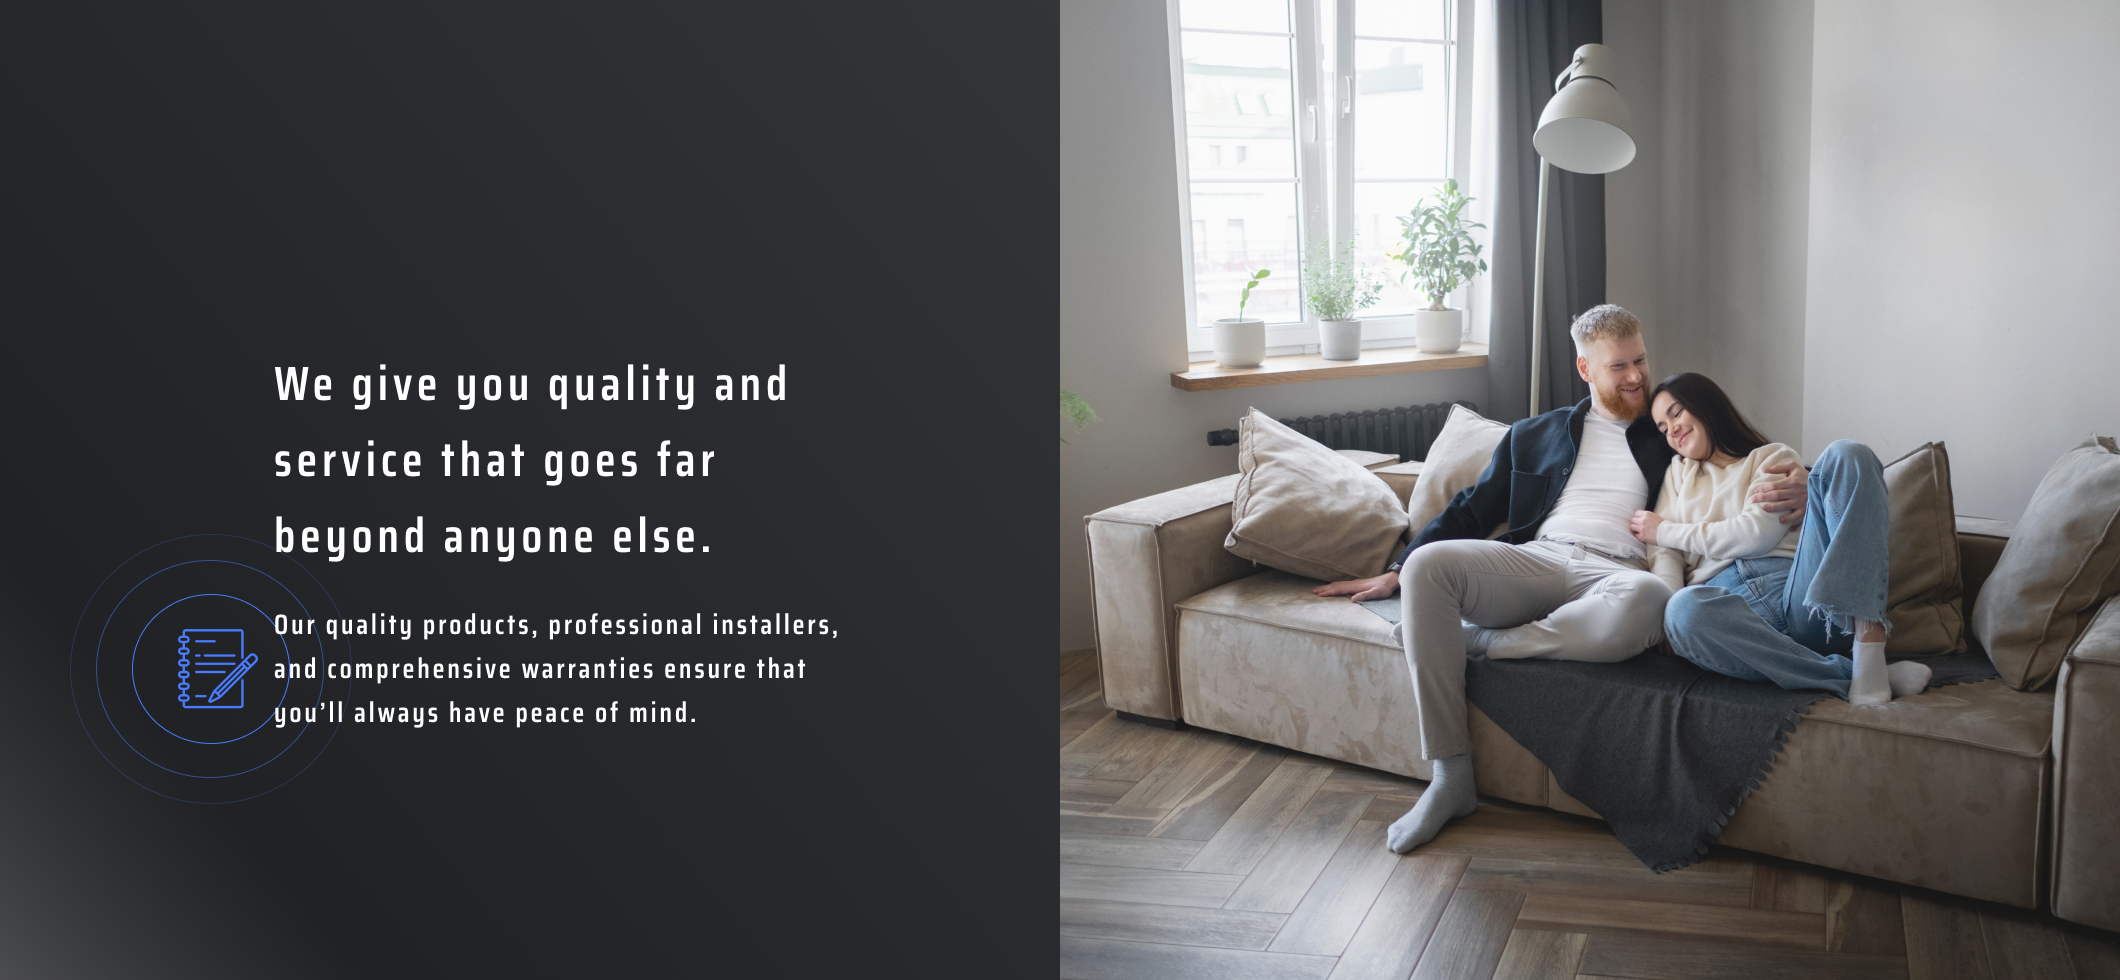 We give you quality and
service that goes far
beyond anyone else.
Our quality products, professional installers,
and comprehensive warranties ensure that
you’ll always have peace of mind.